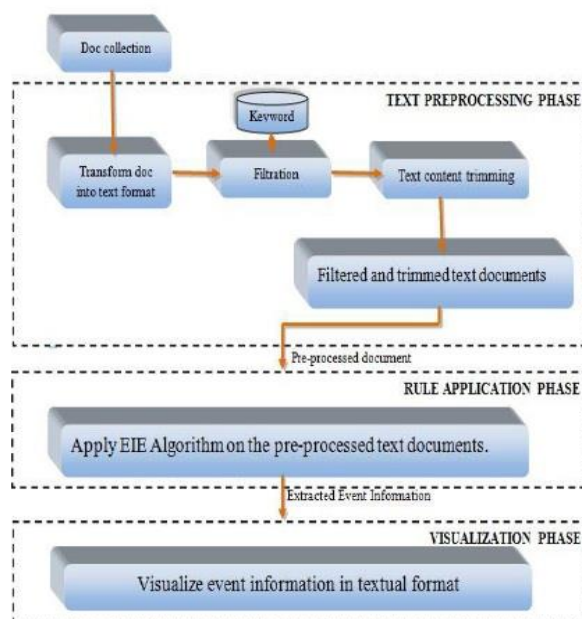 Doc collection
TEXT PREPROCESSING PHASE
Keyword
Transform doc
into text format
Filtration
Text content trimming
Filtered and trimmed text documents
Pre-processed document
RULE APPLICATION PHASE
Apply EIE Algorithm on the pre-processed text documents.
Extracted Event Information
VISUALIZATION PHASE
Visualize event information in textual format